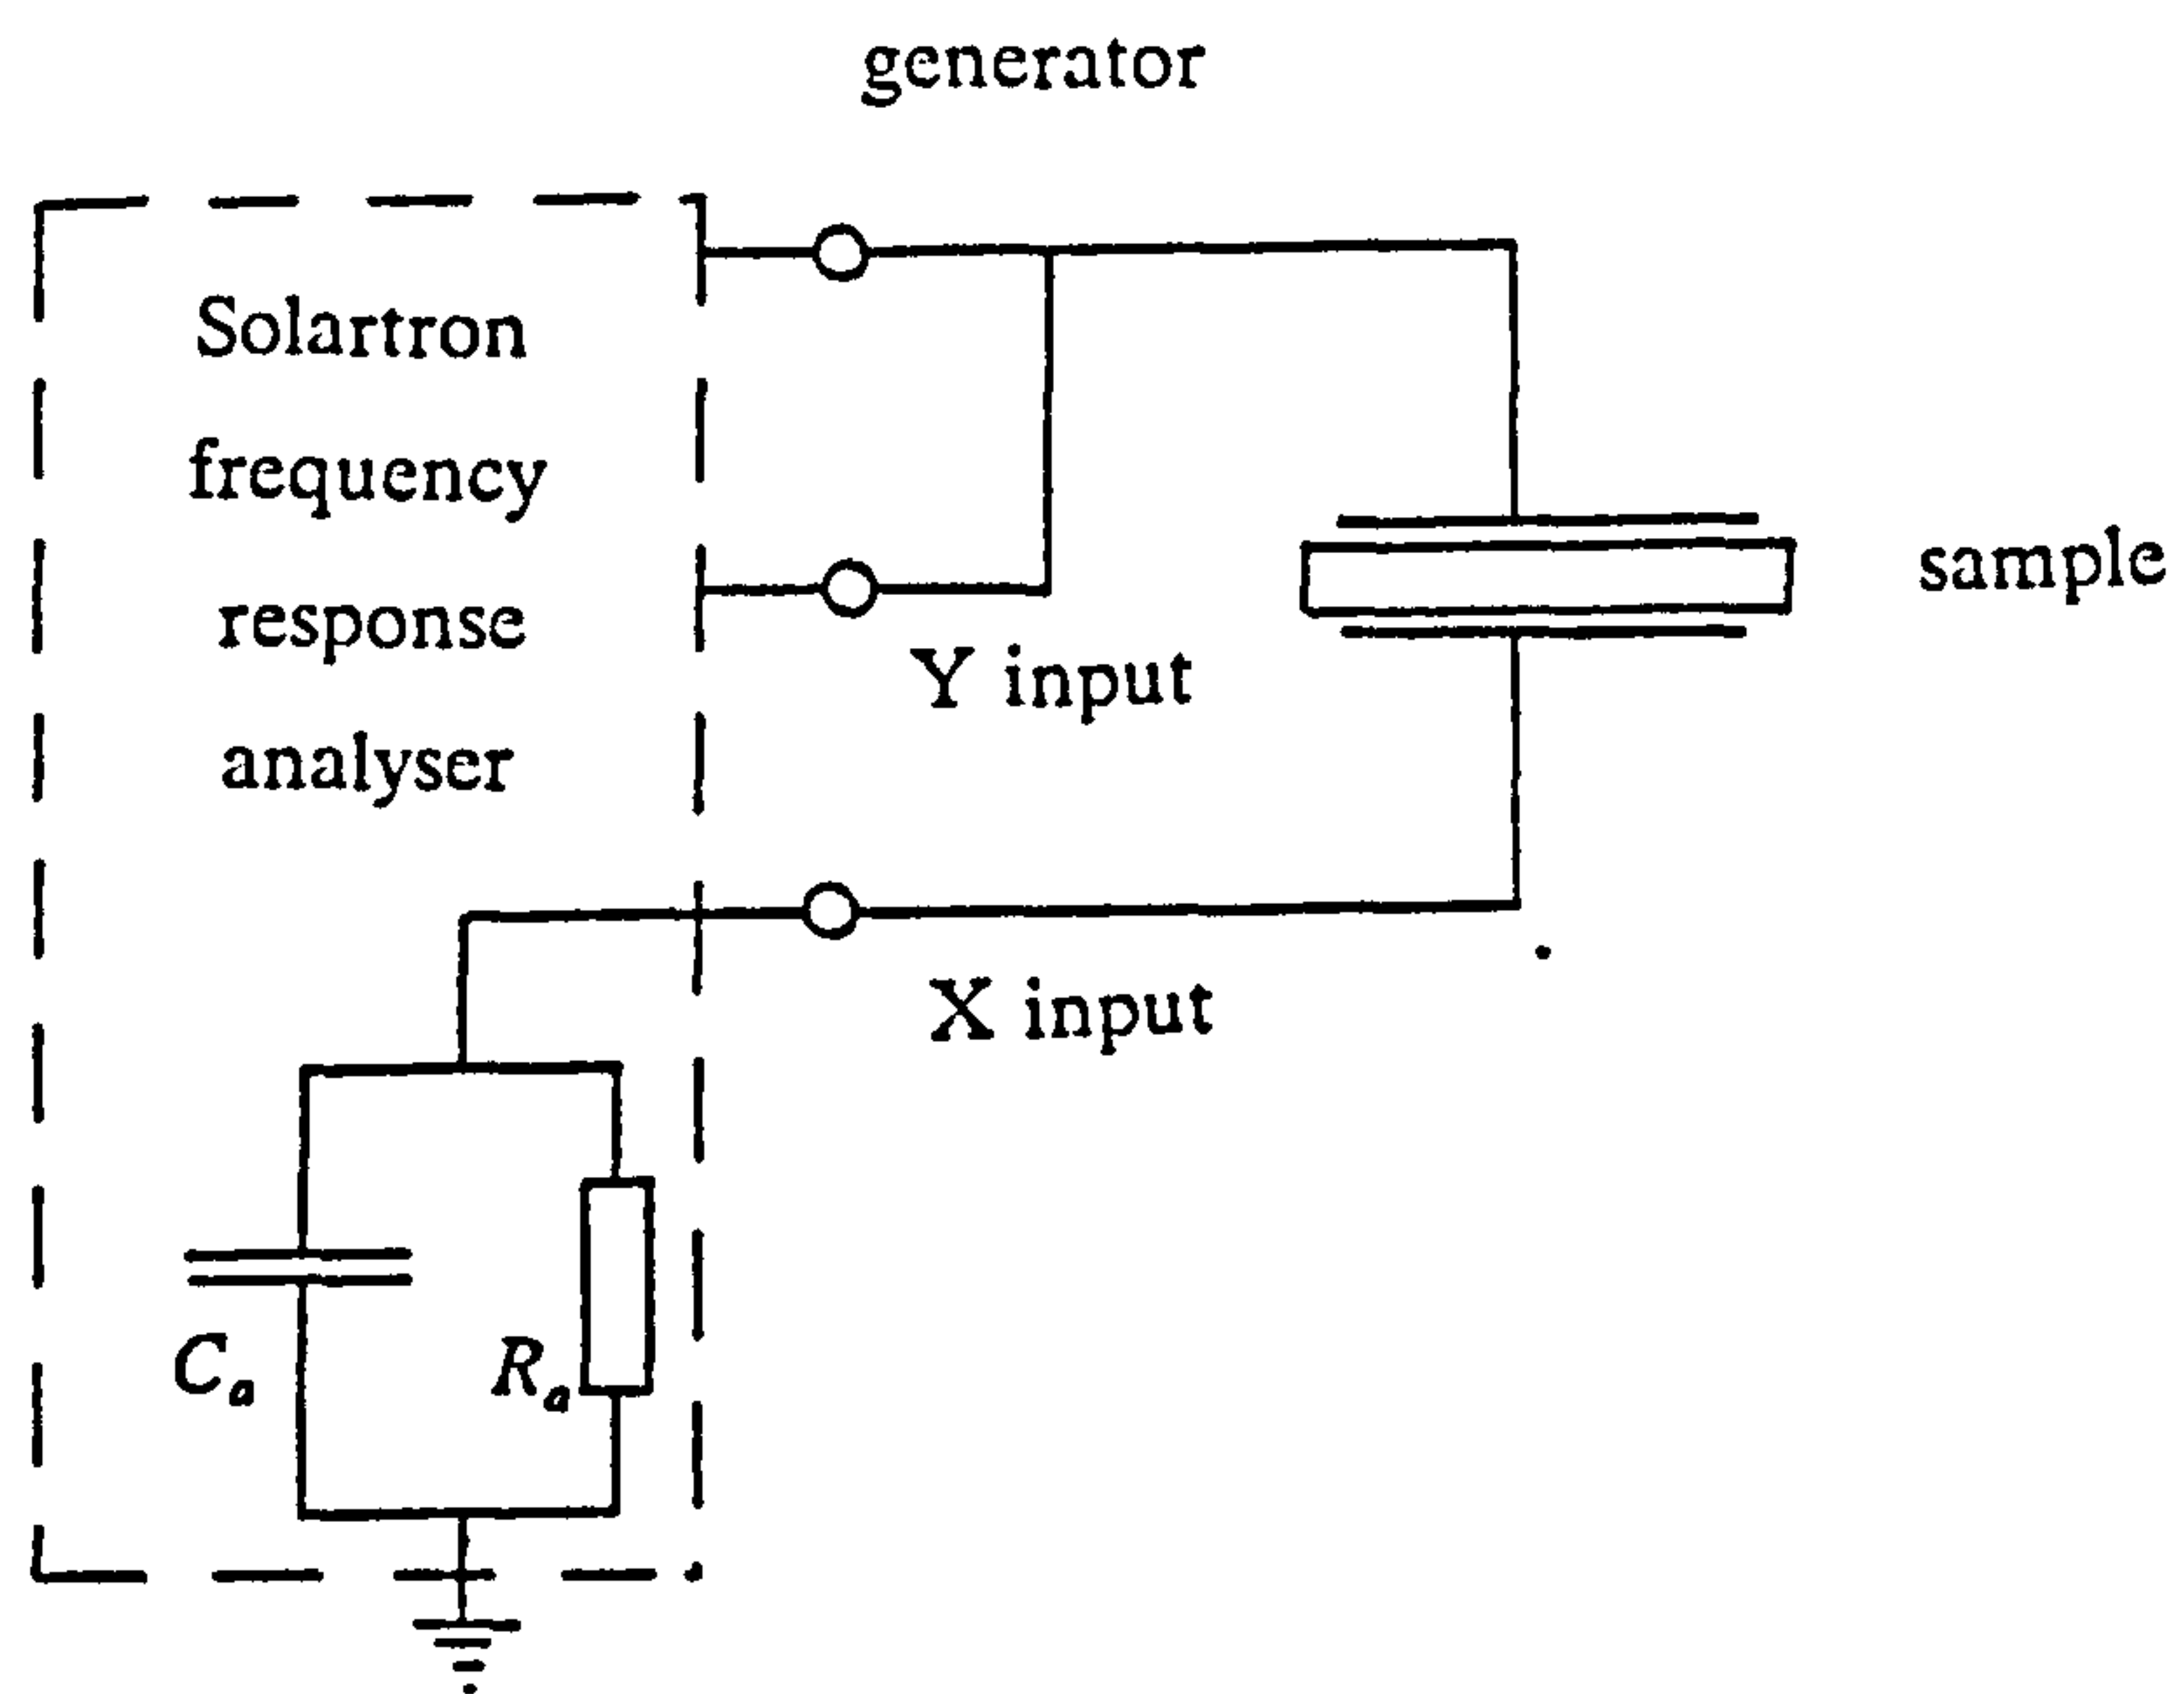 generator
Solartron
frequency
response
analyser
sample
Y input
X input
Cₐ
Rₐ